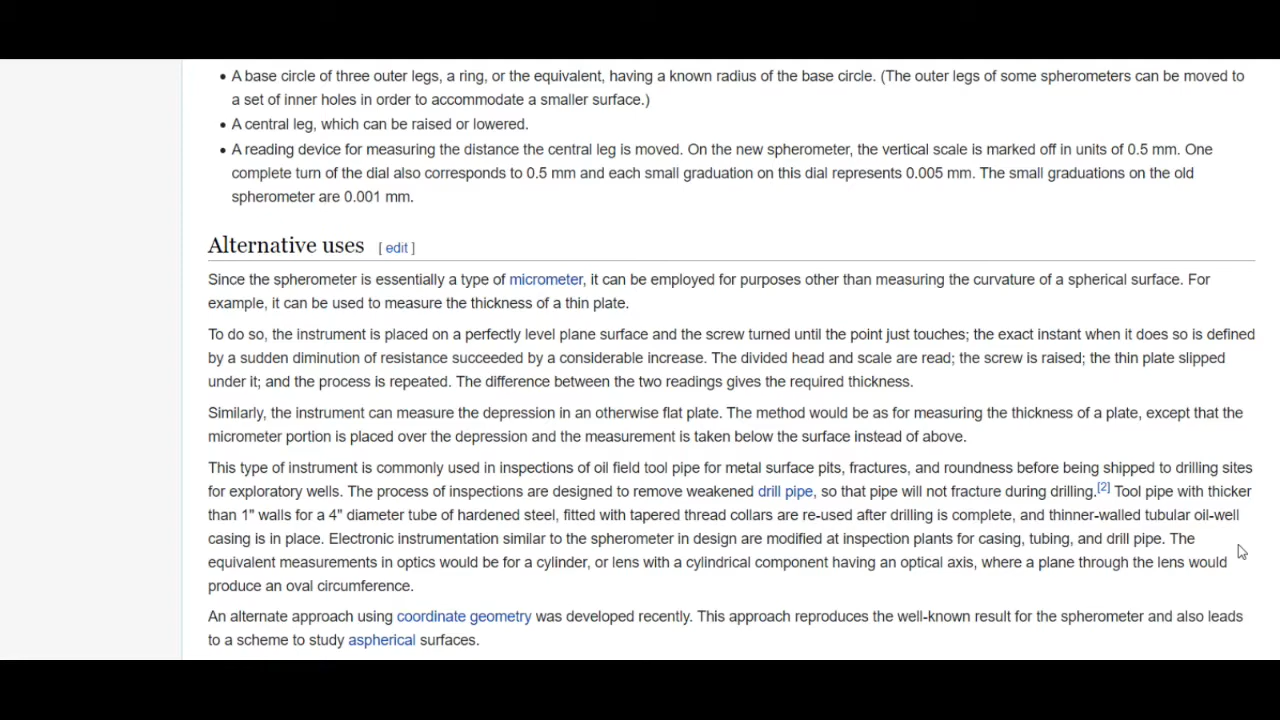 • A base circle of three outer legs, a ring, or the equivalent, having a known radius of the base circle. (The outer legs of some spherometers can be moved to
a set of inner holes in order to accommodate a smaller surface.)
• A central leg, which can be raised or lowered.
• A reading device for measuring the distance the central leg is moved. On the new spherometer, the vertical scale is marked off in units of 0.5 mm. One
complete turn of the dial also corresponds to 0.5 mm and each small graduation on this dial represents 0.005 mm. The small graduations on the old
spherometer are 0.001 mm.
Alternative uses [ edit ]
Since the spherometer is essentially a type of micrometer, it can be employed for purposes other than measuring the curvature of a spherical surface. For
example, it can be used to measure the thickness of a thin plate.
To do so, the instrument is placed on a perfectly level plane surface and the screw turned until the point just touches; the exact instant when it does so is defined
by a sudden diminution of resistance succeeded by a considerable increase. The divided head and scale are read; the screw is raised; the thin plate slipped
under it; and the process is repeated. The difference between the two readings gives the required thickness.
Similarly, the instrument can measure the depression in an otherwise flat plate. The method would be as for measuring the thickness of a plate, except that the
micrometer portion is placed over the depression and the measurement is taken below the surface instead of above.
This type of instrument is commonly used in inspections of oil field tool pipe for metal surface pits, fractures, and roundness before being shipped to drilling sites
for exploratory wells. The process of inspections are designed to remove weakened drill pipe, so that pipe will not fracture during drilling.[2] Tool pipe with thicker
than 1" walls for a 4" diameter tube of hardened steel, fitted with tapered thread collars are re-used after drilling is complete, and thinner-walled tubular oil-well
casing is in place. Electronic instrumentation similar to the spherometer in design are modified at inspection plants for casing, tubing, and drill pipe. The
equivalent measurements in optics would be for a cylinder, or lens with a cylindrical component having an optical axis, where a plane through the lens would
produce an oval circumference.
An alternate approach using coordinate geometry was developed recently. This approach reproduces the well-known result for the spherometer and also leads
to a scheme to study aspherical surfaces.